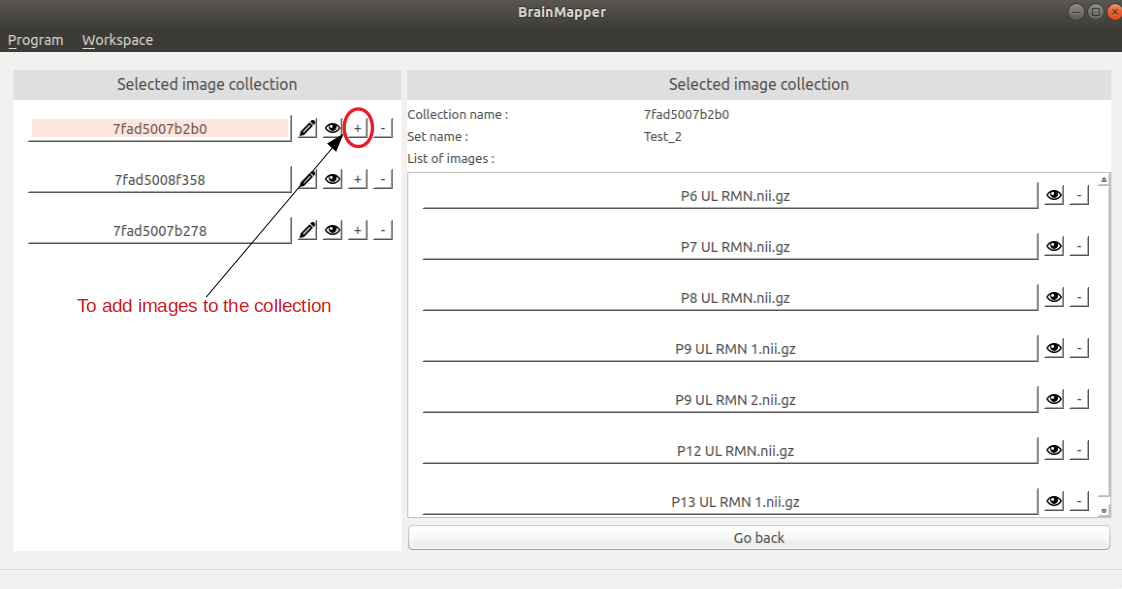 BrainMapper
Program Workspace
Selected image collection
7fad5007b2b0 + -
7fad5008f358 + -
7fad5007b278 + -
To add images to the collection
Selected image collection
Collection name : 7fad5007b2b0
Set name : Test_2
List of images :
P6 UL RMN.nii.gz -
P7 UL RMN.nii.gz -
P8 UL RMN.nii.gz -
P9 UL RMN 1.nii.gz -
P9 UL RMN 2.nii.gz -
P12 UL RMN.nii.gz -
P13 UL RMN 1.nii.gz -
Go back